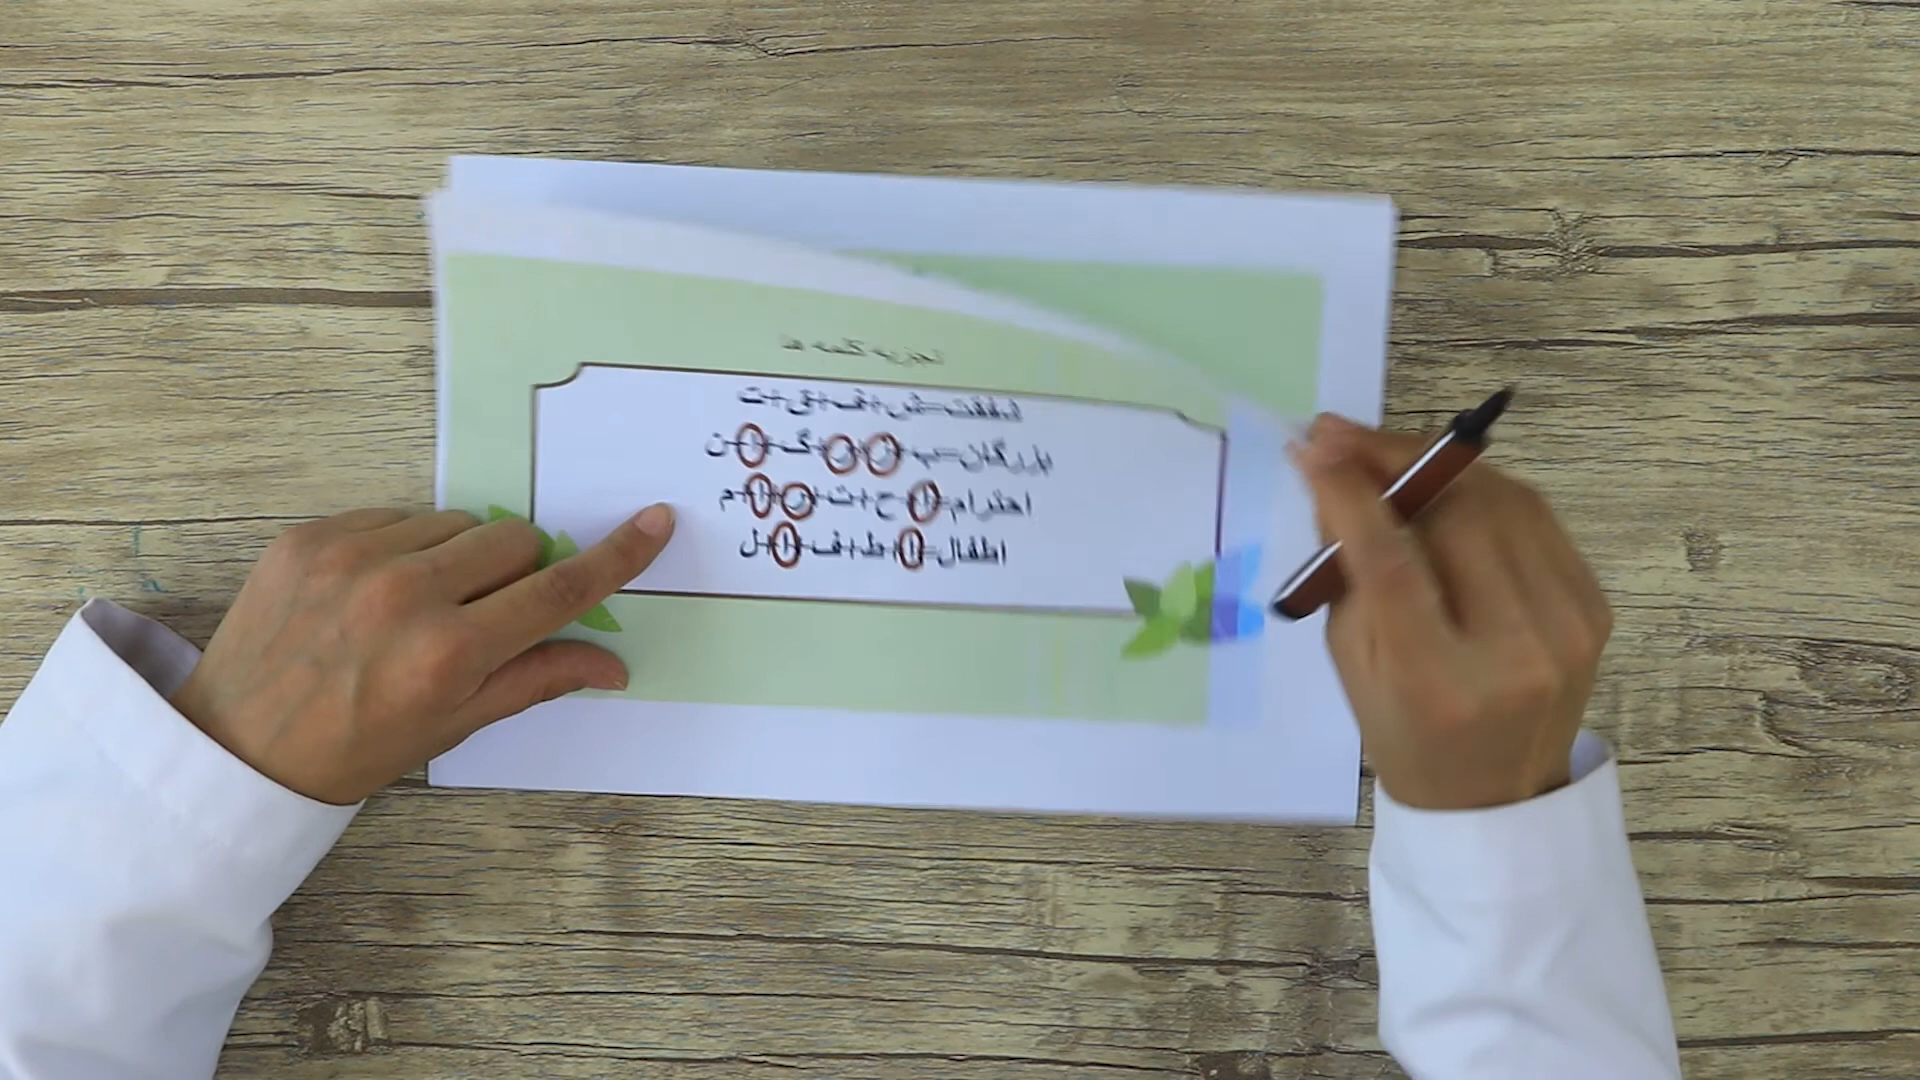 تجزیه کلمه ها
شفقت=ش+ف+ق+ت
بزرگان=ب+ز+ر+گ+ا+ن
احترام=ا+ح+ت+ر+ا+م
اطفال=ا+ط+ف+ا+ل